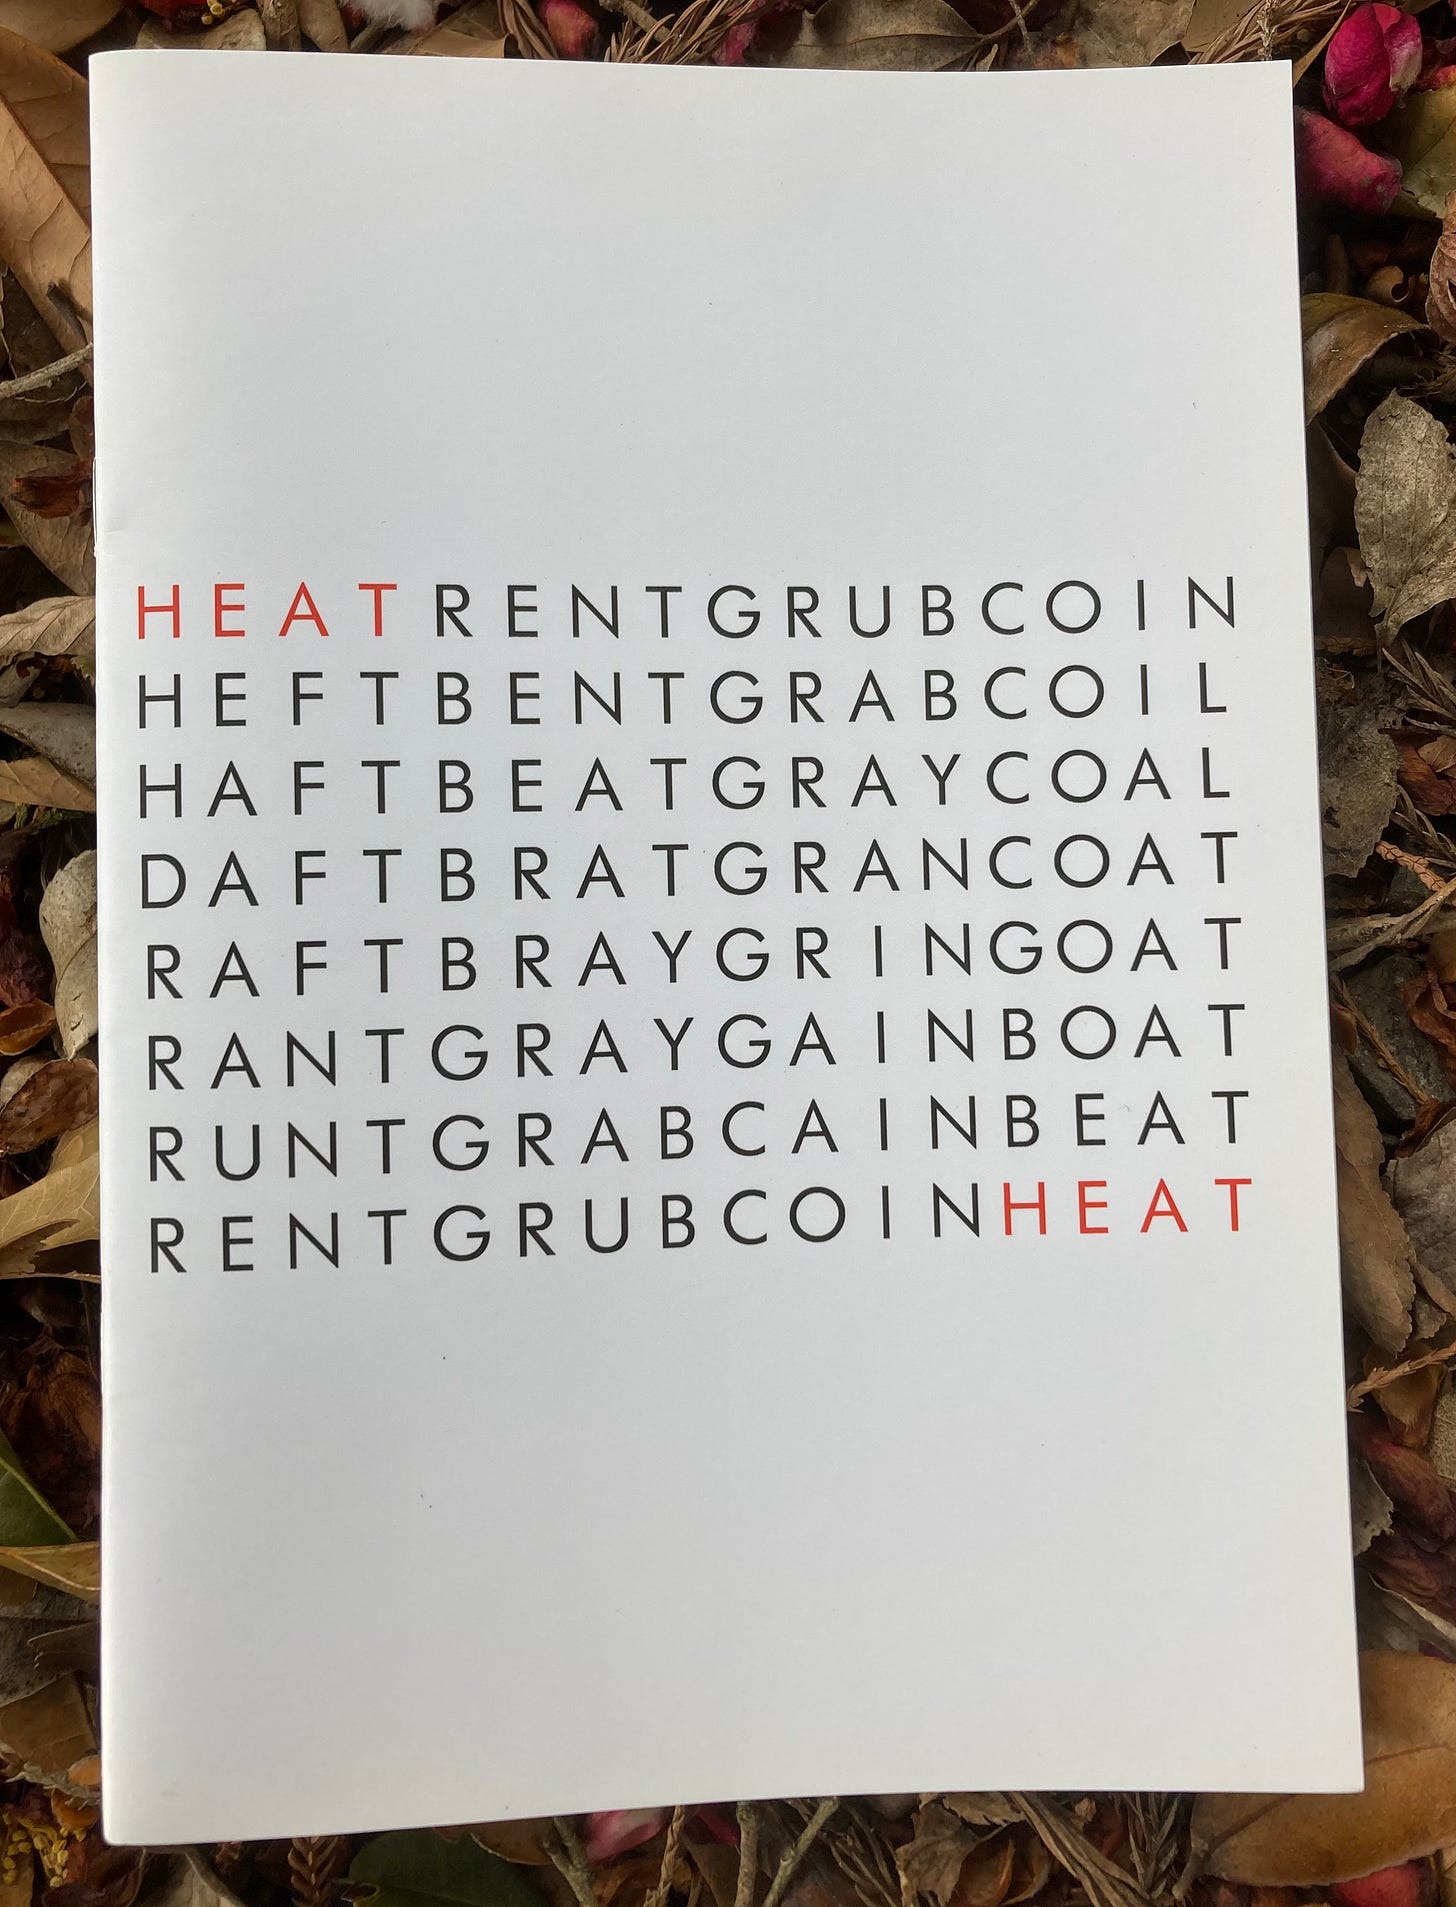 HEATRENTGRUBCOIN
HEFTBENTGRABCOIL
HAFTBEATGRAYCOAL
DAFTBRATGRANCOAT
RAFTBRAYGRINGOAT
RANTGRAYGAINBOAT
RUNTGRABCAINBEAT
RENTGRUBCOINHEAT